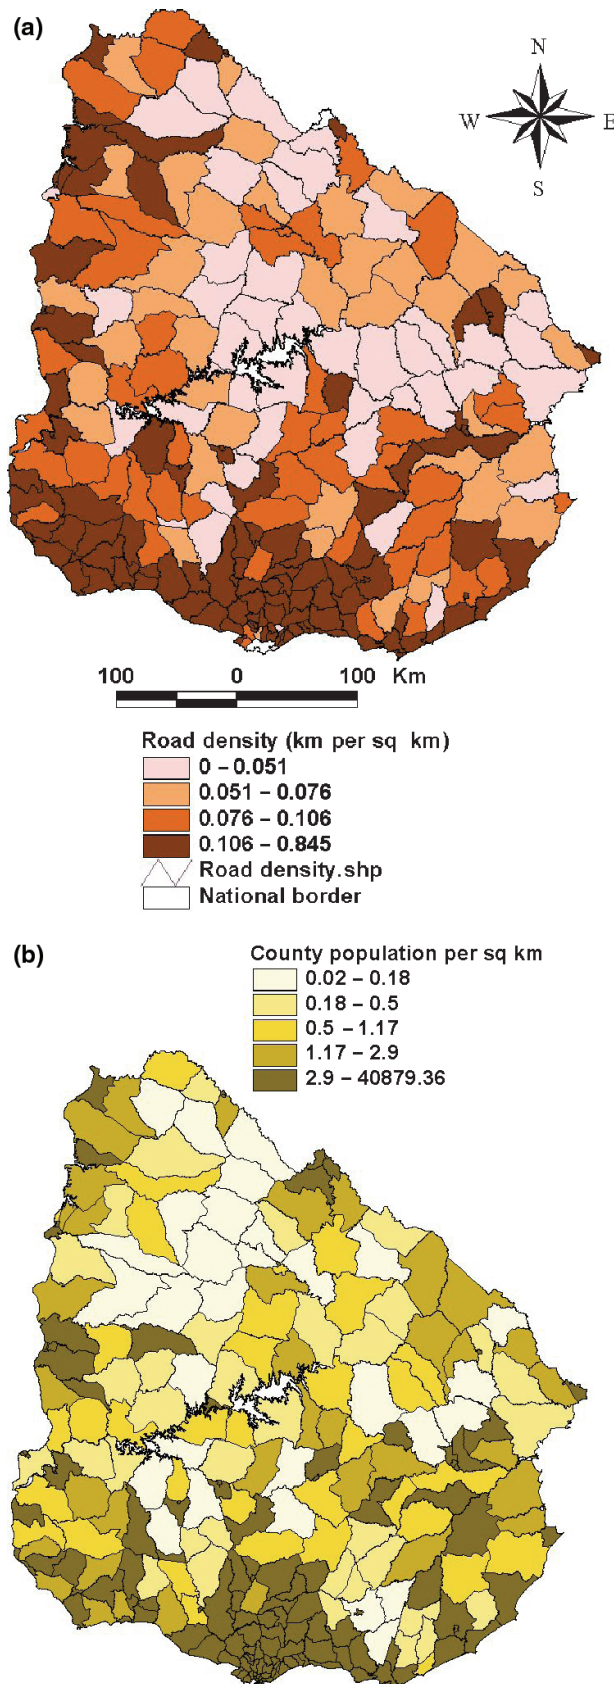 (a)
N
W E
S
100 0 100 Km
Road density (km per sq km)
0 – 0.051
0.051 – 0.076
0.076 – 0.106
0.106 – 0.845
Road density.shp
National border
(b)
County population per sq km
0.02 – 0.18
0.18 – 0.5
0.5 – 1.17
1.17 – 2.9
2.9 – 40879.36